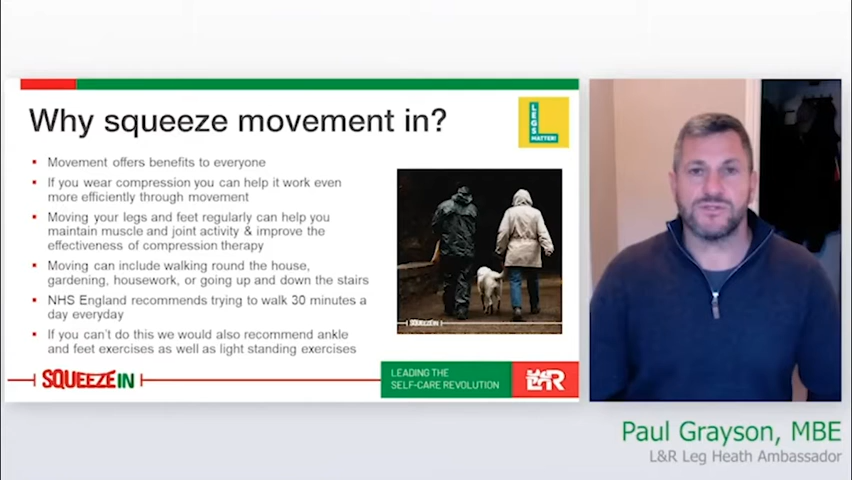 Why squeeze movement in?
LEGS
MATTER!
Movement offers benefits to everyone
If you wear compression you can help it work even
more efficiently through movement
Moving your legs and feet regularly can help you
maintain muscle and joint activity & improve the
effectiveness of compression therapy
Moving can include walking round the house,
gardening, housework, or going up and down the stairs
NHS England recommends trying to walk 30 minutes a
day everyday
If you can't do this we would also recommend ankle
and feet exercises as well as light standing exercises
SQUEEZEIN
SQUEEZEIN
LEADING THE
SELF-CARE REVOLUTION
L&R
Paul Grayson, MBE
L&R Leg Heath Ambassador